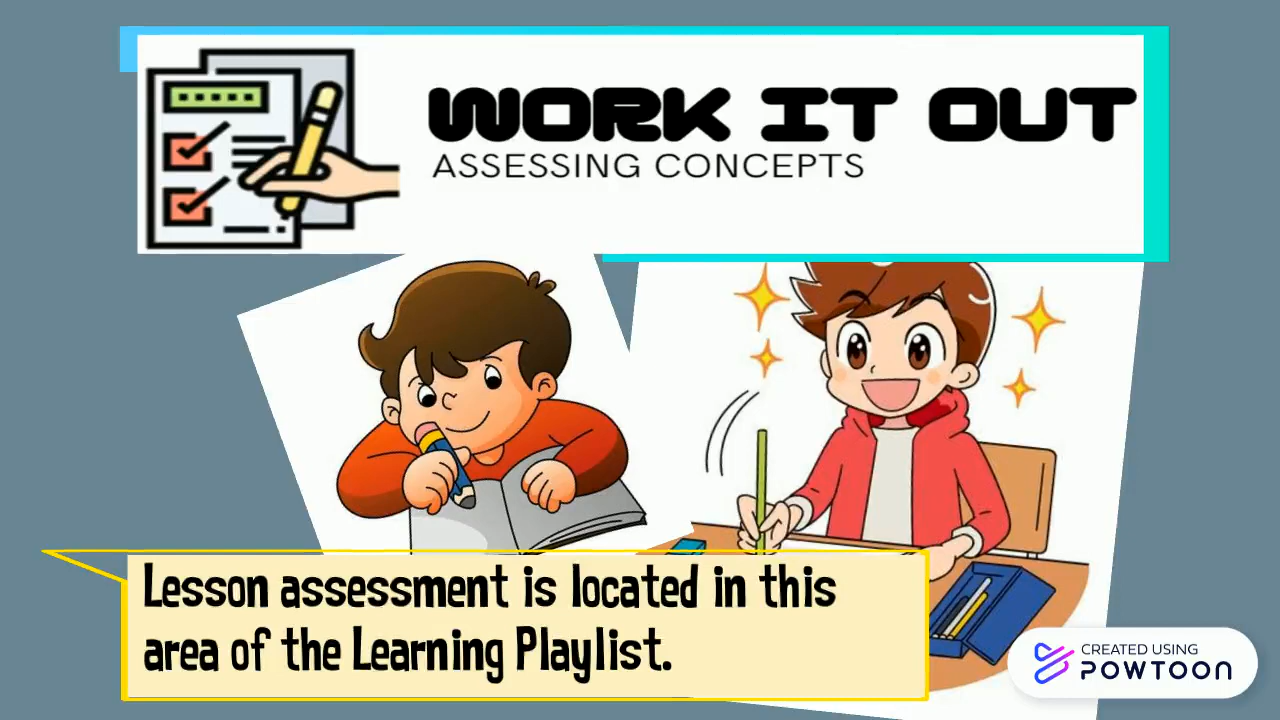 WORK IT OUT
ASSESSING CONCEPTS
Lesson assessment is located in this
area of the Learning Playlist.
CREATED USING
POWTOON